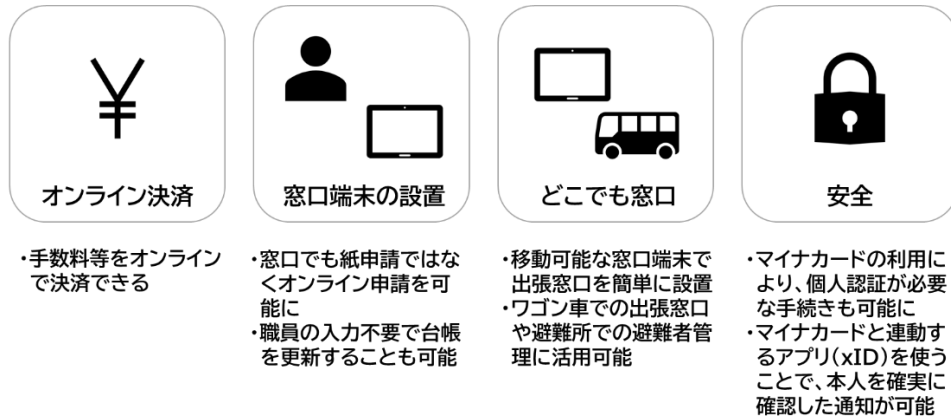 ¥
オンライン決済
・手数料等をオンライン
で決済できる
窓口端末の設置
・窓口でも紙申請ではな
くオンライン申請を可
能に
・職員の入力不要で台帳
を更新することも可能
どこでも窓口
・移動可能な窓口端末で
出張窓口を簡単に設置
・ワゴン車での出張窓口
や避難所での避難者管
理に活用可能
安全
・マイナカードの利用に
より、個人認証が必要
な手続きも可能に
・マイナカードと連動す
るアプリ(xID)を使う
ことで、本人を確実に
確認した通知が可能